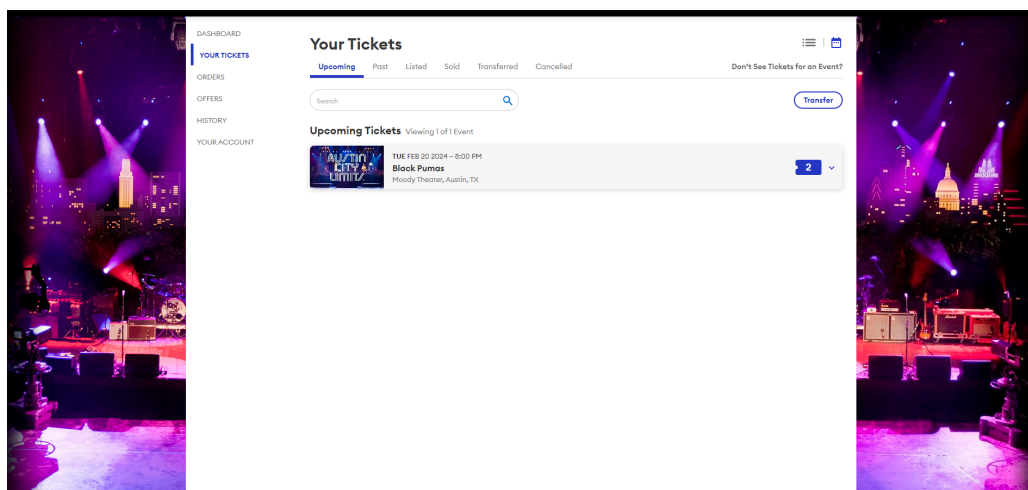 DASHBOARD
YOUR TICKETS
ORDERS
OFFERS
HISTORY
YOUR ACCOUNT
Your Tickets
Upcoming Past Listed Sold Transferred Cancelled
Don't See Tickets for an Event?
Search
Transfer
Upcoming Tickets Viewing 1 of 1 Event
AUSTIN
CITY
LIMITS
TUE FEB 20 2024 – 8:00 PM
Black Pumas
Moody Theater, Austin, TX
2